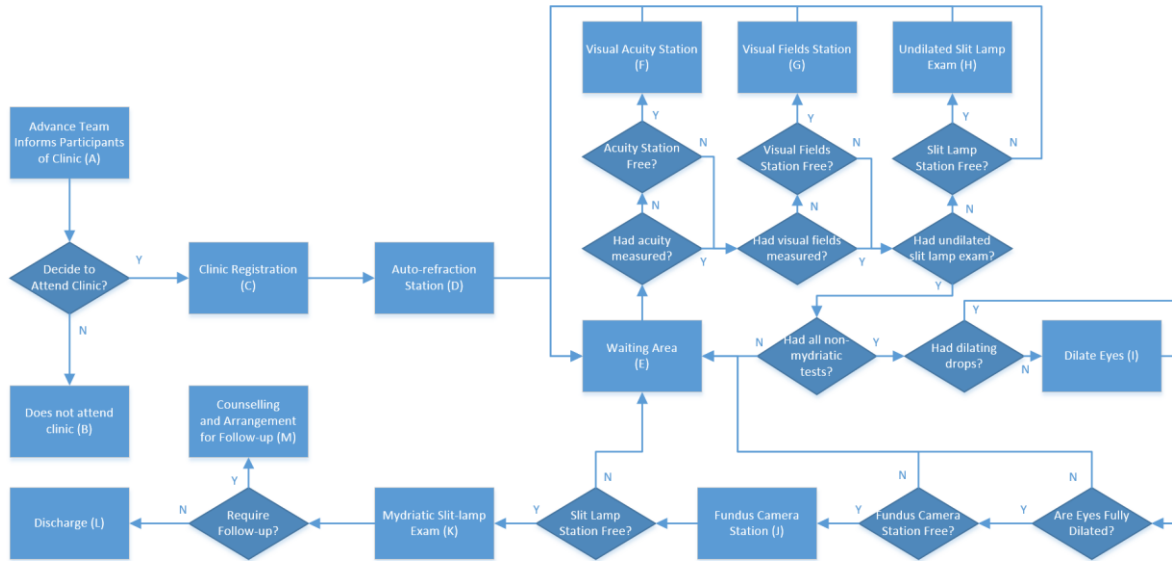 Visual Acuity Station
(F)
Visual Fields Station
(G)
Undilated Slit Lamp
Exam (H)
Advance Team
Informs Participants
of Clinic (A)
Y
Y
Y
Acuity Station
Free?
N
Visual Fields
Station Free?
N
Slit Lamp
Station Free?
N
N
N
N
Decide to
Attend Clinic?
Y
Clinic Registration
(C)
Auto-refraction
Station (D)
Had acuity
measured?
Y
Had visual fields
measured?
Y
Had undilated
slit lamp exam?
Y
N
Waiting Area
(E)
N
Had all non-
mydriatic
tests?
Y
Had dilating
drops?
Y
N
Dilate Eyes (I)
Does not attend
clinic (B)
Counselling
and Arrangement
for Follow-up (M)
Y
N
N
N
Discharge (L)
N
Require
Follow-up?
Mydriatic Slit-lamp
Exam (K)
Y
Slit Lamp
Station Free?
Fundus Camera
Station (J)
Y
Fundus Camera
Station Free?
Y
Are Eyes Fully
Dilated?